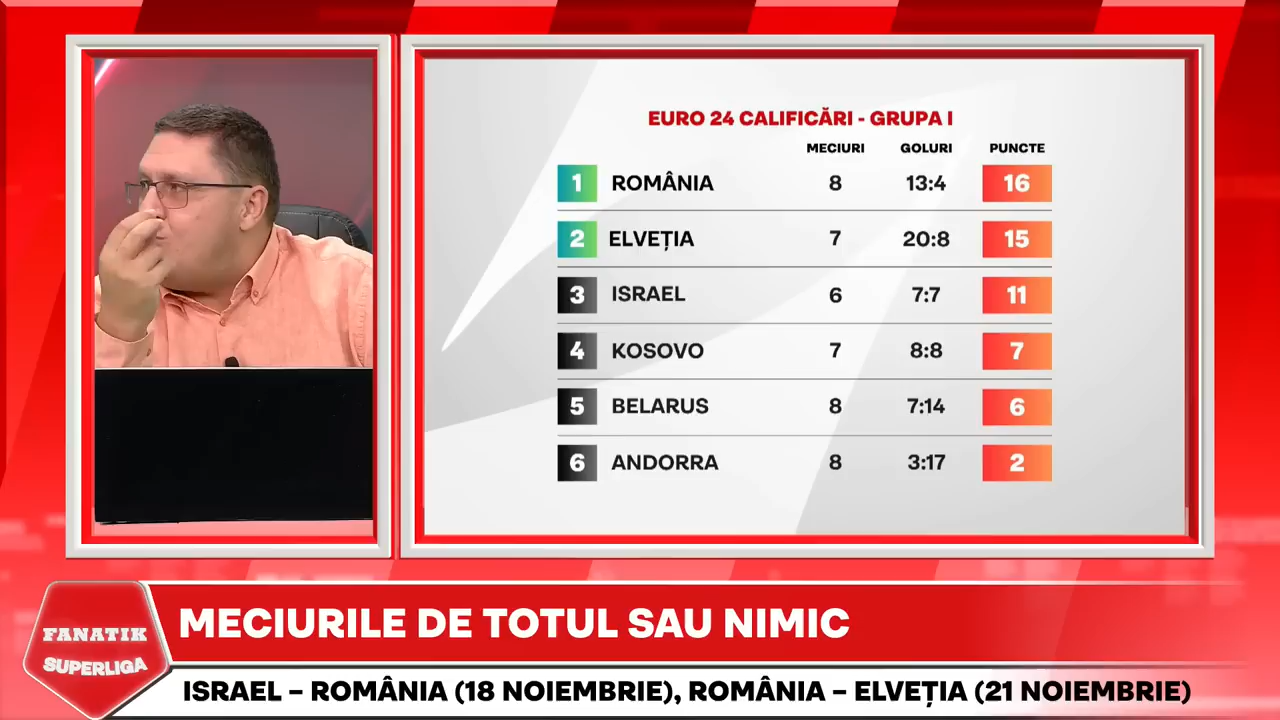 EURO 24 CALIFICĂRI - GRUPA I
MECIURI GOLURI PUNCTE
1 ROMÂNIA 8 13:4 16
2 ELVEȚIA 7 20:8 15
3 ISRAEL 6 7:7 11
4 KOSOVO 7 8:8 7
5 BELARUS 8 7:14 6
6 ANDORRA 8 3:17 2
FANATIK
SUPERLIGA
MECIURILE DE TOTUL SAU NIMIC
ISRAEL – ROMÂNIA (18 NOIEMBRIE), ROMÂNIA – ELVEȚIA (21 NOIEMBRIE)